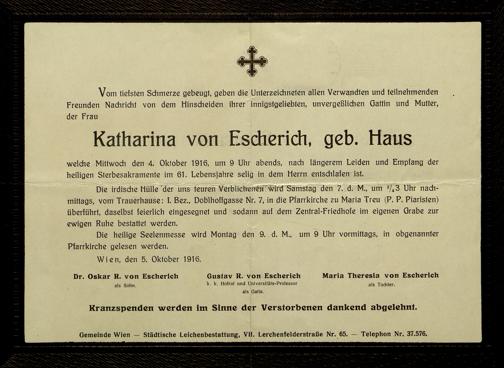 Vom tiefsten Schmerze gebeugt, geben die Unterzeichneten allen Verwandten und teilnehmenden
Freunden Nachricht von dem Hinscheiden ihrer innigstgeliebten, unvergeßlichen Gattin und Mutter,
der Frau
Katharina von Escherich, geb. Haus
welche Mittwoch den 4. Oktober 1916, um 9 Uhr abends, nach längerem Leiden und Empfang der
heiligen Sterbesakramente im 61. Lebensjahre selig in dem Herrn entschlafen ist.
Die irdische Hülle der uns teuren Verblichenen wird Samstag den 7. d. M., um 1/4 3 Uhr nach-
mittags, vom Trauerhause: I. Bez., Doblhoffgasse Nr. 7, in die Pfarrkirche zu Maria Treu (P. P. Piaristen)
überführt, daselbst feierlich eingesegnet und sodann auf dem Zentral-Friedhofe im eigenen Grabe zur
ewigen Ruhe bestattet werden.
Die heilige Seelenmesse wird Montag den 9. d. M., um 9 Uhr vormittags, in obgenannter
Pfarrkirche gelesen werden.
Wien, den 5. Oktober 1916.
Dr. Oskar R. von Escherich
als Sohn.
Gustav R. von Escherich
k. k. Hofrat und Universitäts-Professor
als Gatte.
Maria Theresia von Escherich
als Tochter.
Kranzspenden werden im Sinne der Verstorbenen dankend abgelehnt.
Gemeinde Wien — Städtische Leichenbestattung, VII. Lerchenfelderstraße Nr. 65. — Telephon Nr. 37.576.